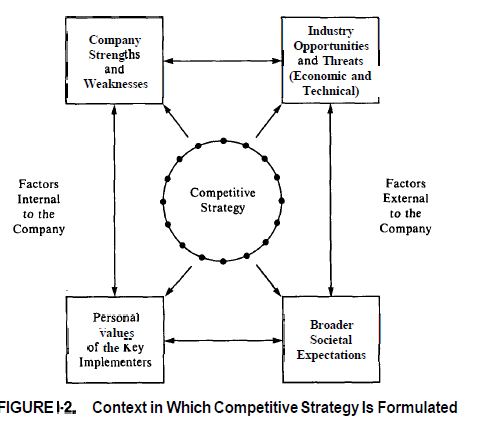 Company
Strengths
and
Weaknesses
Industry
Opportunities
and Threats
(Economic and
Technical)
Factors
Internal
to the
Company
Competitive
Strategy
Factors
External
to the
Company
Personal
Values
of the Key
Implementers
Broader
Societal
Expectations
FIGURE I-2. Context in Which Competitive Strategy Is Formulated